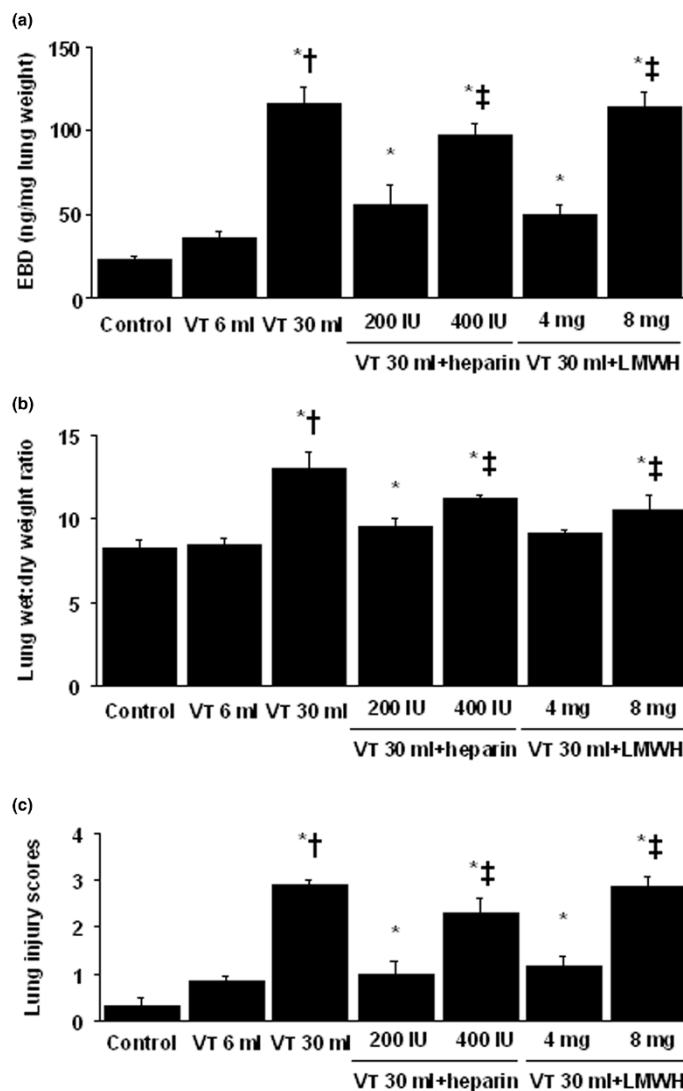 (a)
EBD (ng/mg lung weight)
150
100
50
0
*†
*
*‡
*
*‡
Control VT 6 ml VT 30 ml 200 IU 400 IU 4 mg 8 mg
VT 30 ml+heparin VT 30 ml+LMWH
(b)
Lung wet:dry weight ratio
15
10
5
0
*†
*
*‡
*‡
Control VT 6 ml VT 30 ml 200 IU 400 IU 4 mg 8 mg
VT 30 ml+heparin VT 30 ml+LMWH
(c)
Lung injury scores
4
3
2
1
0
*†
*
*‡
*
*‡
Control VT 6 ml VT 30 ml 200 IU 400 IU 4 mg 8 mg
VT 30 ml+heparin VT 30 ml+LMWH